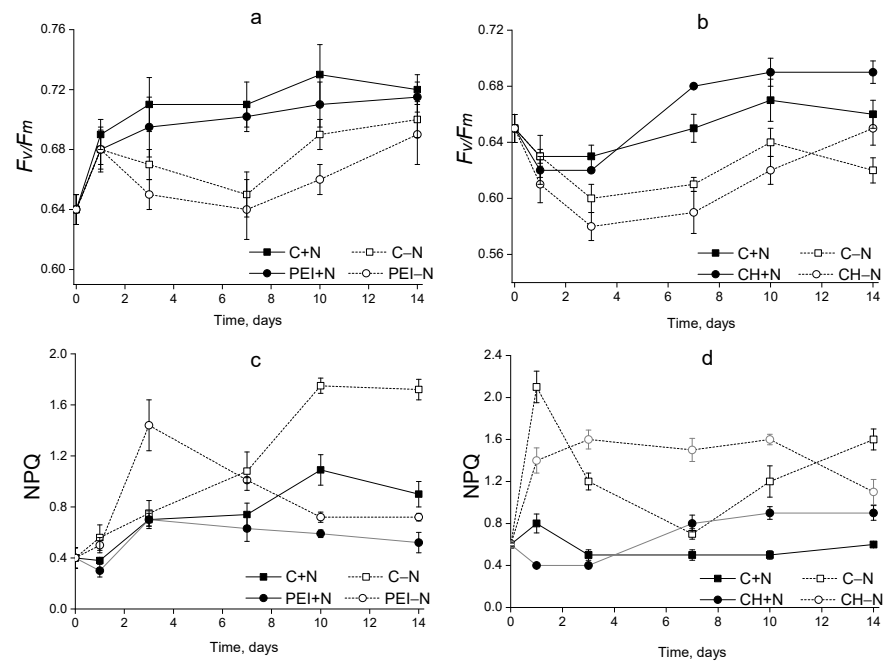 a
0.76
0.72
0.68
0.64
0.60
Fv/Fm
C+N C–N
PEI+N PEI–N
0 2 4 6 8 10 12 14
Time, days
b
0.72
0.68
0.64
0.60
0.56
Fv/Fm
C+N C–N
CH+N CH–N
0 2 4 6 8 10 12 14
Time, days
c
1.8
1.6
1.2
0.8
0.4
0.0
NPQ
C+N C–N
PEI+N PEI–N
0 2 4 6 8 10 12 14
Time, days
d
2.4
2.0
1.6
1.2
0.8
0.4
NPQ
C+N C–N
CH+N CH–N
0 2 4 6 8 10 12 14
Time, days